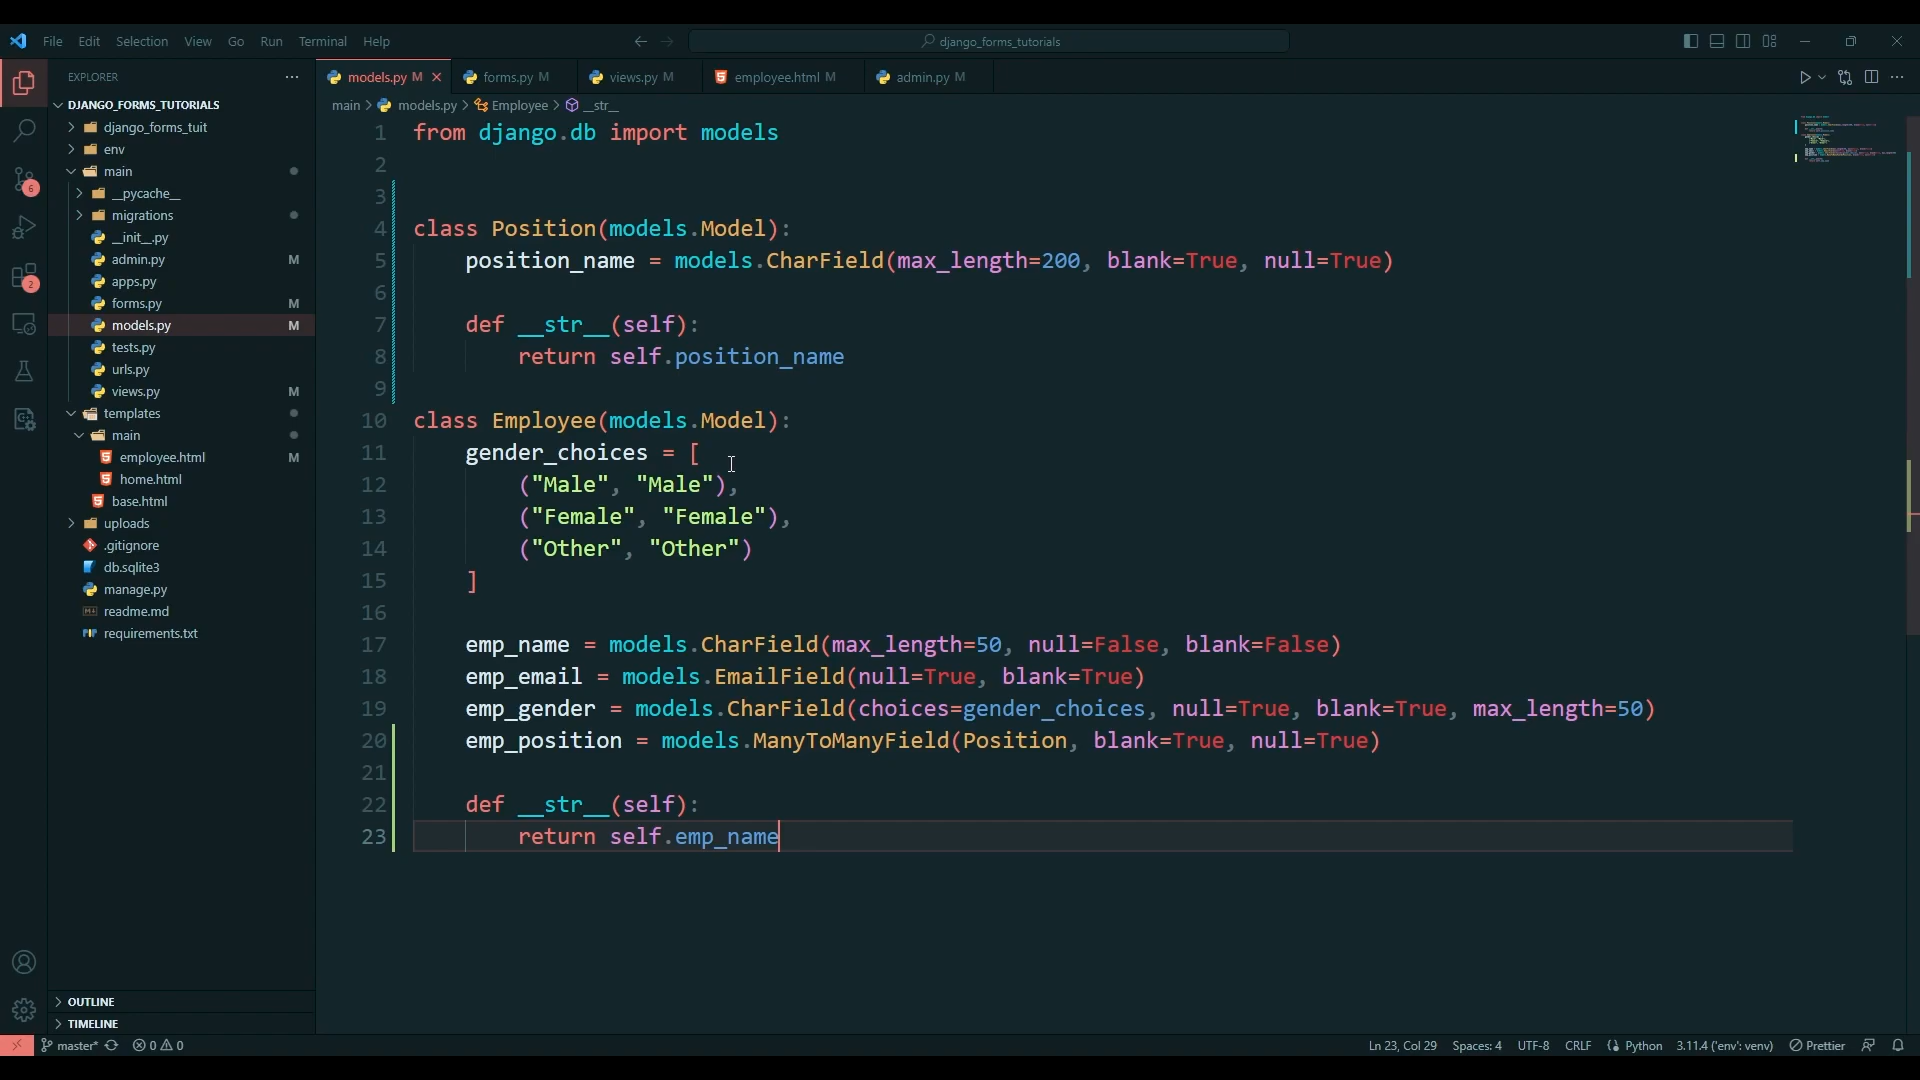 File Edit Selection View Go Run Terminal Help
django_forms_tutorials
EXPLORER
models.py M
forms.py M
views.py M
employee.html M
admin.py M
main > models.py > Employee > __str__
DJANGO_FORMS_TUTORIALS
django_forms_tuit
env
main
__pycache__
migrations
__init__.py
admin.py M
apps.py
forms.py M
models.py M
tests.py
urls.py
views.py M
templates
main
employee.html M
home.html
base.html
uploads
.gitignore
db.sqlite3
manage.py
readme.md
requirements.txt
OUTLINE
TIMELINE
6
2
1 from django.db import models
2
3
4 class Position(models.Model):
5     position_name = models.CharField(max_length=200, blank=True, null=True)
6
7     def __str__(self):
8         return self.position_name
9
10 class Employee(models.Model):
11     gender_choices = [
12         ("Male", "Male"),
13         ("Female", "Female"),
14         ("Other", "Other")
15     ]
16
17     emp_name = models.CharField(max_length=50, null=False, blank=False)
18     emp_email = models.EmailField(null=True, blank=True)
19     emp_gender = models.CharField(choices=gender_choices, null=True, blank=True, max_length=50)
20     emp_position = models.ManyToManyField(Position, blank=True, null=True)
21
22     def __str__(self):
23         return self.emp_name
master* 0 0 Ln 23, Col 29 Spaces: 4 UTF-8 CRLF Python 3.11.4 ('env': venv) Prettier